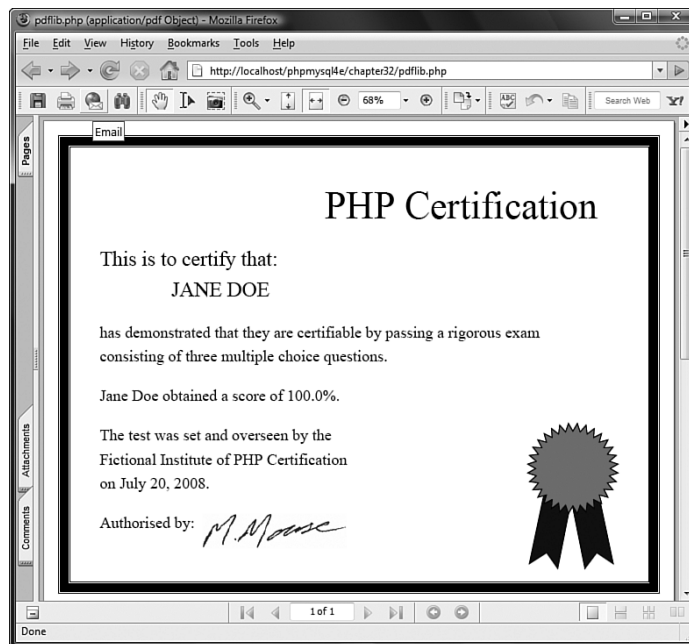 pdflib.php (application/pdf Object) - Mozilla Firefox
File Edit View History Bookmarks Tools Help
http://localhost/phpmysql4e/chapter32/pdflib.php
68%
ABC
Search Web
Y!
Email
Pages
PHP Certification
This is to certify that:
JANE DOE
has demonstrated that they are certifiable by passing a rigorous exam
consisting of three multiple choice questions.
Jane Doe obtained a score of 100.0%.
The test was set and overseen by the
Fictional Institute of PHP Certification
on July 20, 2008.
Authorised by: M.Mouse
Attachments
Comments
1 of 1
Done